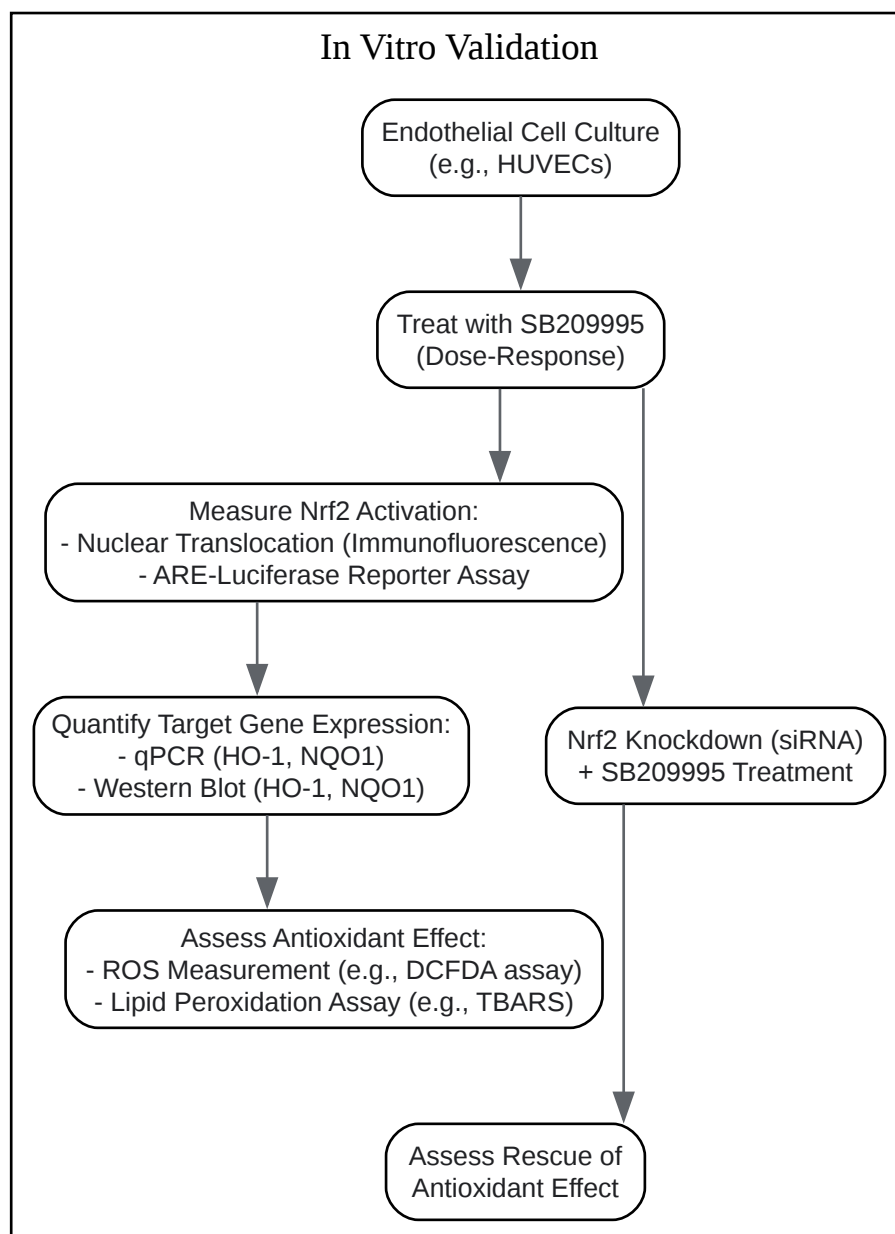 In Vitro Validation
Endothelial Cell Culture
(e.g., HUVECs)
Treat with SB209995
(Dose-Response)
Measure Nrf2 Activation:
- Nuclear Translocation (Immunofluorescence)
- ARE-Luciferase Reporter Assay
Quantify Target Gene Expression:
- qPCR (HO-1, NQO1)
- Western Blot (HO-1, NQO1)
Nrf2 Knockdown (siRNA)
+ SB209995 Treatment
Assess Antioxidant Effect:
- ROS Measurement (e.g., DCFDA assay)
- Lipid Peroxidation Assay (e.g., TBARS)
Assess Rescue of
Antioxidant Effect